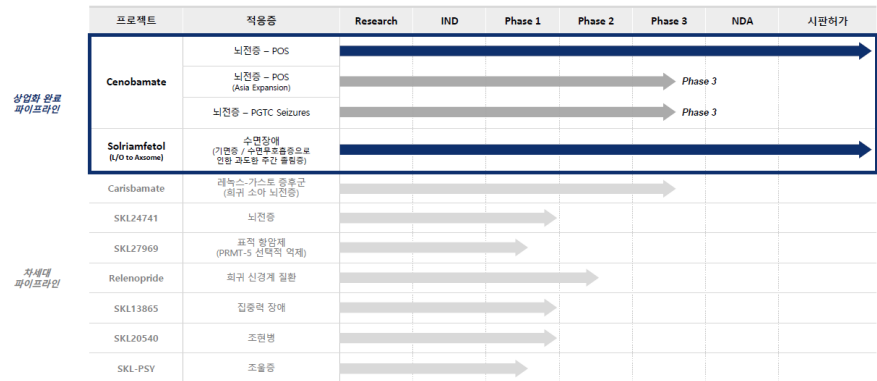 프로젝트 적응증 Research IND Phase 1 Phase 2 Phase 3 NDA 시판허가
상업화 완료
파이프라인
Cenobamate
뇌전증 – POS
뇌전증 – POS
(Asia Expansion)
Phase 3
뇌전증 – PGTC Seizures
Phase 3
Solriamfetol
(L/O to Axsome)
수면장애
(기면증 / 수면무호흡증으로
인한 과도한 주간 졸림증)
차세대
파이프라인
Carisbamate
레녹스-가스토 증후군
(희귀 소아 뇌전증)
SKL24741
뇌전증
SKL27969
표적 항암제
(PRMT-5 선택적 억제)
Relenopride
희귀 신경계 질환
SKL13865
집중력 장애
SKL20540
조현병
SKL-PSY
조울증